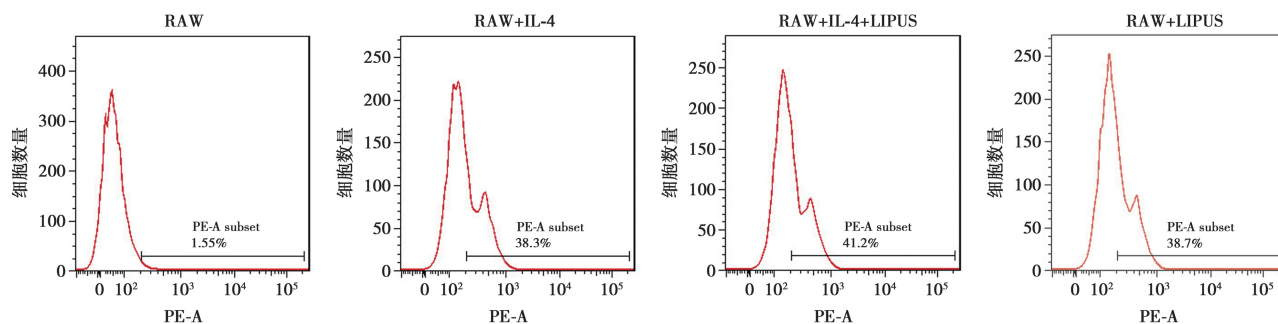 RAW
400
300
200
100
0
细胞数量
PE-A subset
1.55%
0 10² 10³ 10⁴ 10⁵
PE-A
RAW+IL-4
250
200
150
100
50
0
细胞数量
PE-A subset
38.3%
0 10² 10³ 10⁴ 10⁵
PE-A
RAW+IL-4+LIPUS
250
200
150
100
50
0
细胞数量
PE-A subset
41.2%
0 10² 10³ 10⁴ 10⁵
PE-A
RAW+LIPUS
250
200
150
100
50
0
细胞数量
PE-A subset
38.7%
0 10² 10³ 10⁴ 10⁵
PE-A